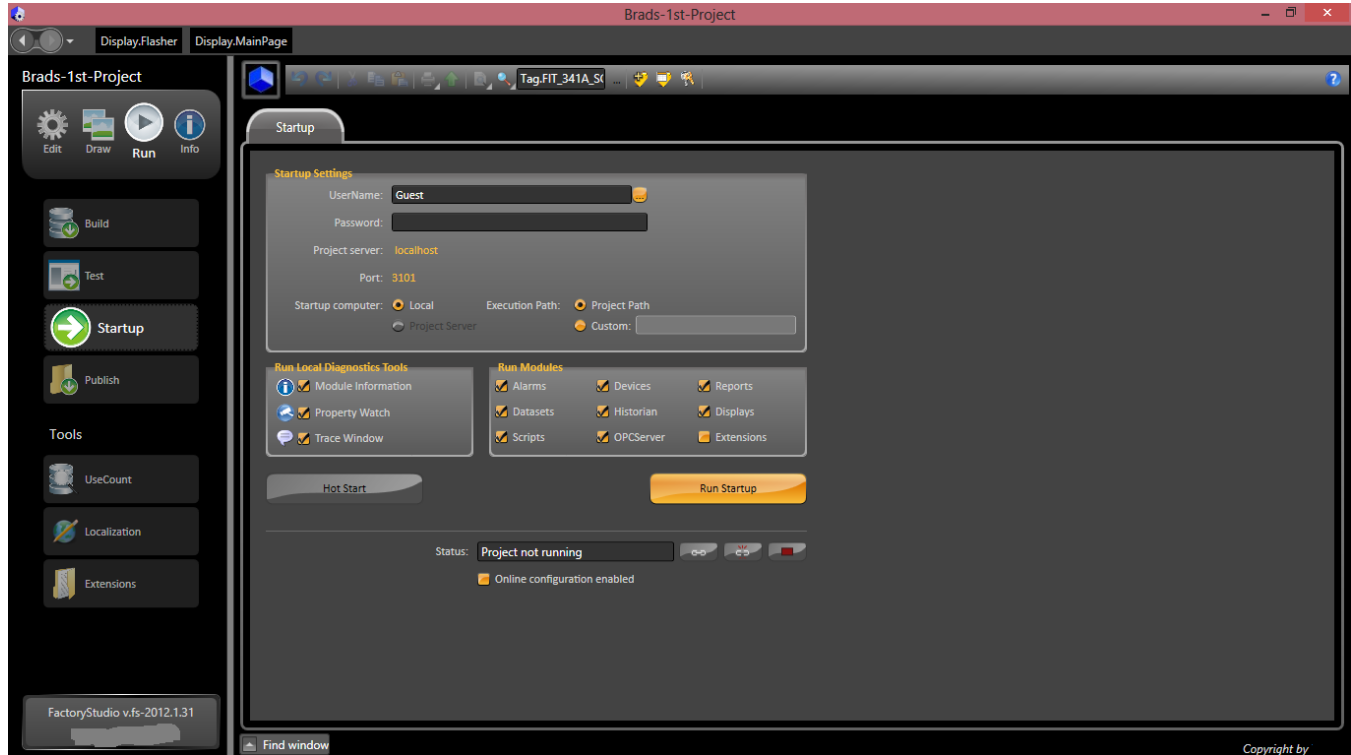 Brads-1st-Project
Display.Flasher Display.MainPage
Brads-1st-Project
Tag.FIT_341A_S
...
?
Edit Draw Run Info
Startup
Build
Test
Startup
Publish
Tools
UseCount
Localization
Extensions
FactoryStudio v.fs-2012.1.31
Startup Settings
UserName: Guest
...
Password:
Project server: localhost
Port: 3101
Startup computer: Local Execution Path: Project Path
Project Server Custom:
Run Local Diagnostics Tools Run Modules
Module Information Alarms Devices Reports
Property Watch Datasets Historian Displays
Trace Window Scripts OPCServer Extensions
Hot Start Run Startup
Status: Project not running
Online configuration enabled
Find window
Copyright by